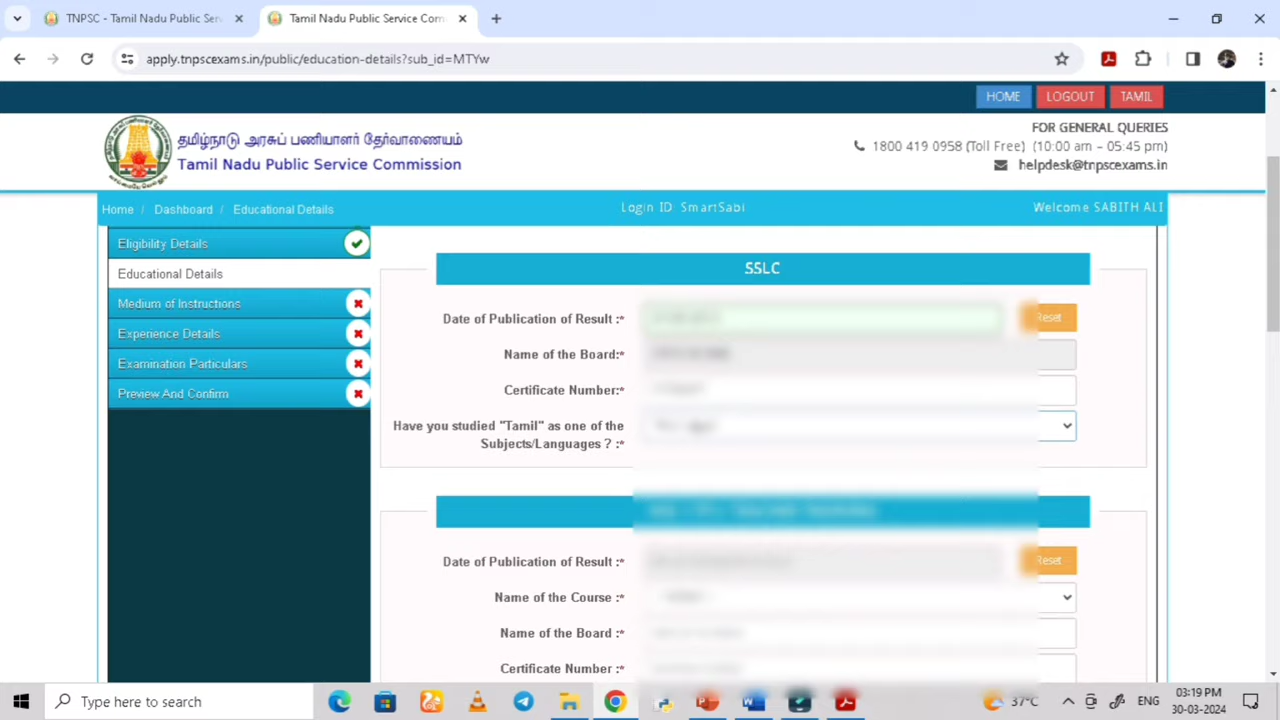 TNPSC - Tamil Nadu Public Ser
Tamil Nadu Public Service Com
apply.tnpscexams.in/public/education-details?sub_id=MTYw
HOME LOGOUT TAMIL
தமிழ்நாடு அரசுப் பணியாளர் தேர்வாணையம்
Tamil Nadu Public Service Commission
FOR GENERAL QUERIES
1800 419 0958 (Toll Free) (10:00 am – 05:45 pm)
helpdesk@tnpscexams.in
Home / Dashboard / Educational Details
Login ID SmartSabi
Welcome SABITH ALI
Eligibility Details
Educational Details
Medium of Instructions
Experience Details
Examination Particulars
Preview And Confirm
SSLC
Date of Publication of Result :*
Reset
Name of the Board:*
Certificate Number:*
Have you studied "Tamil" as one of the
Subjects/Languages ? :*
Date of Publication of Result :*
Reset
Name of the Course :*
Name of the Board :*
Certificate Number :*
Type here to search
37°C
ENG
03:19 PM
30-03-2024